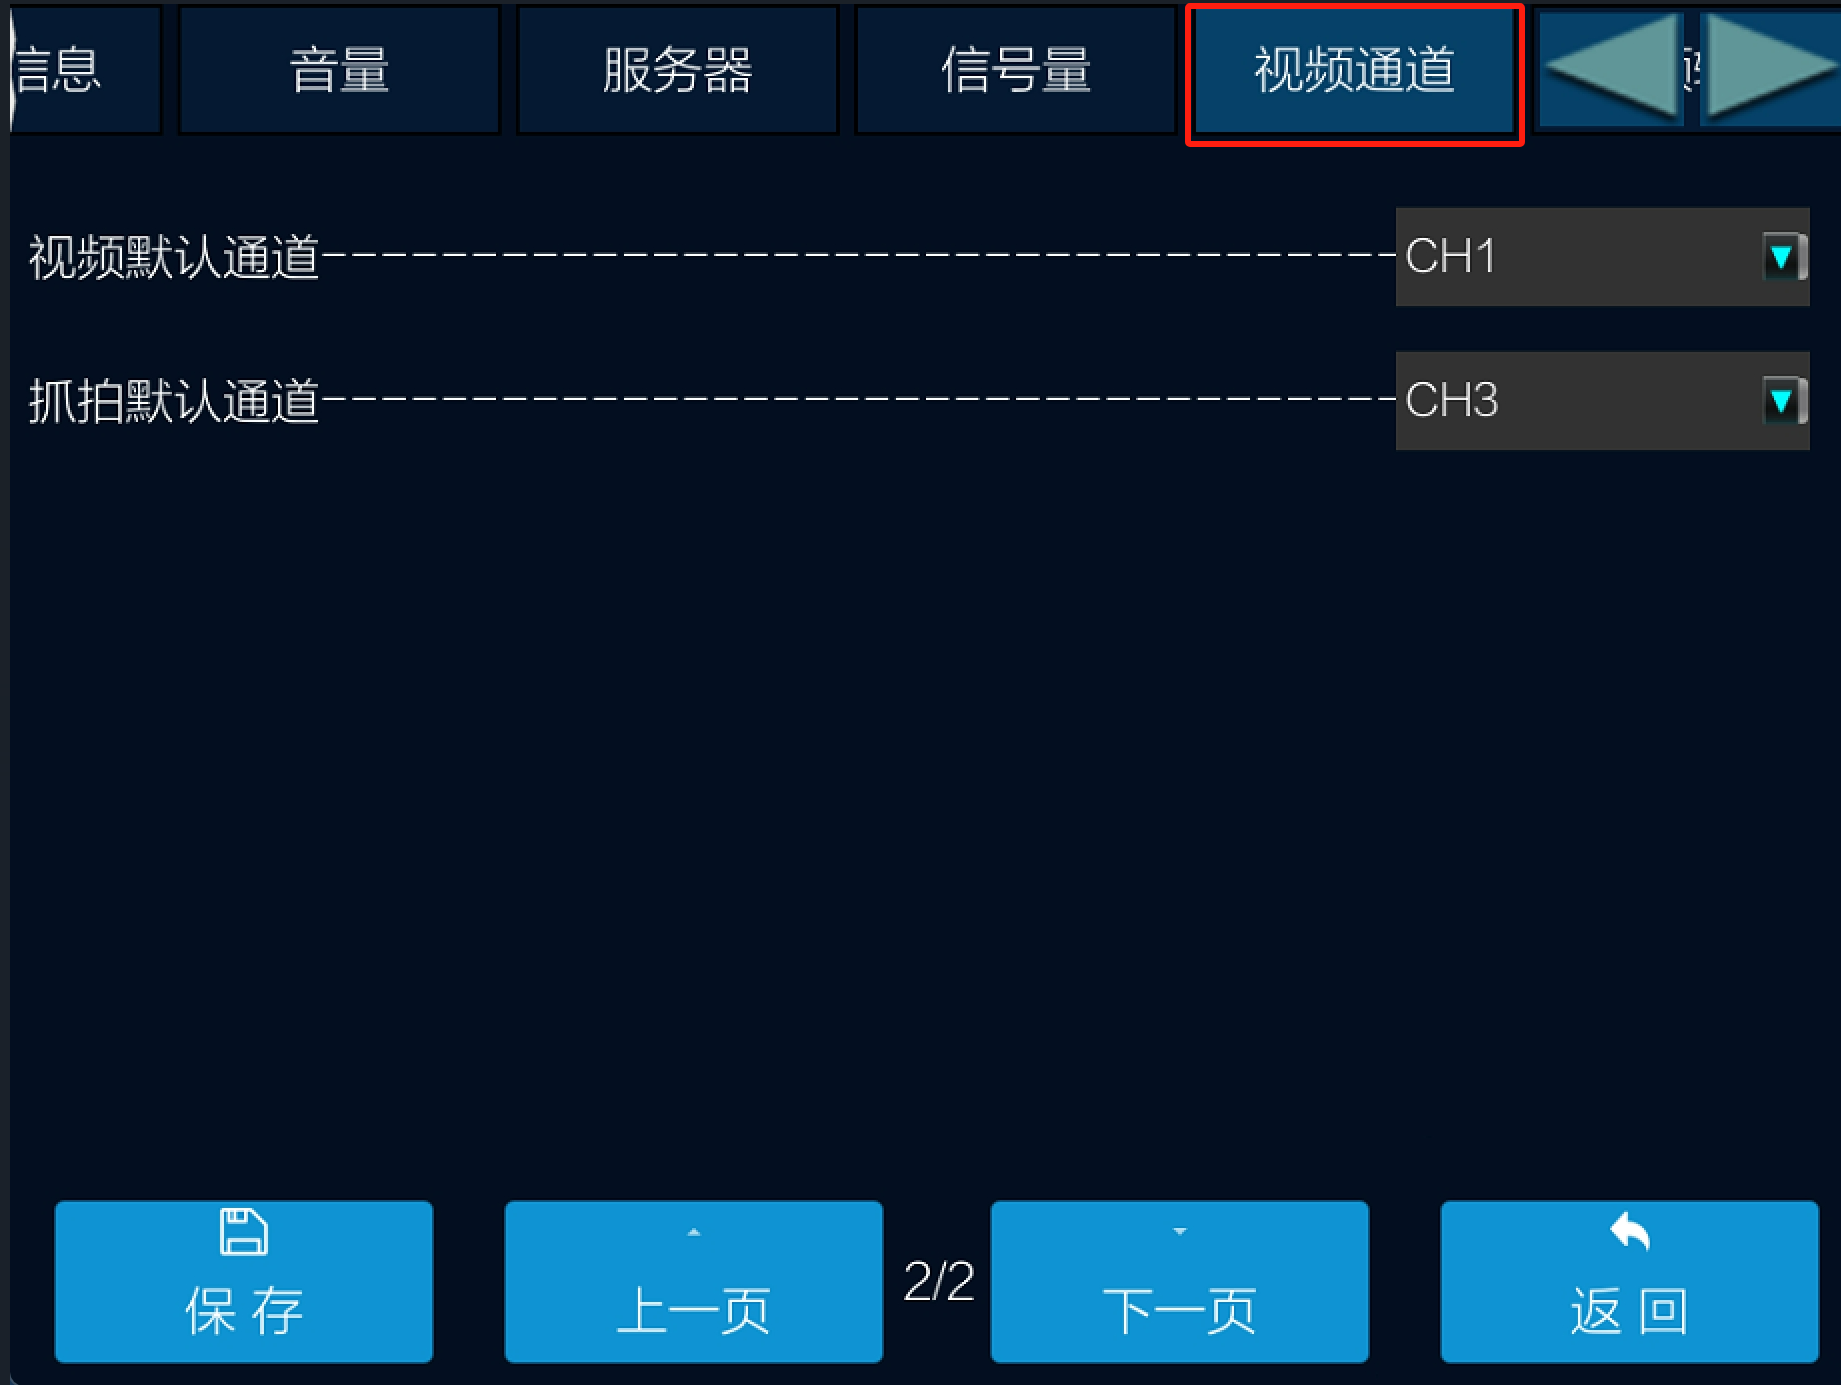 信息 音量 服务器 信号量 视频通道
视频默认通道 CH1
抓拍默认通道 CH3
保存 上一页 2/2 下一页 返回